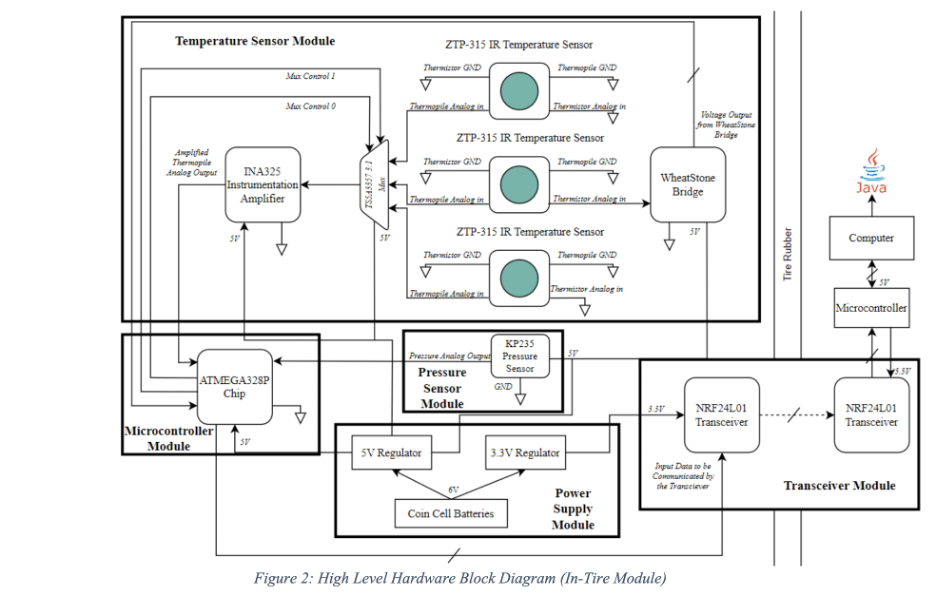 Temperature Sensor Module
ZTP-315 IR Temperature Sensor
Thermistor GND
Thermopile GND
Mux Control 1
Thermopile Analog in
Thermistor Analog in
Mux Control 0
Voltage Output
from WheatStone
Bridge
ZTP-315 IR Temperature Sensor
Amplified
Thermopile
Analog Output
INA325
Instrumentation
Amplifier
Mux
Thermistor GND
Thermopile GND
WheatStone
Bridge
Thermopile Analog in
Thermistor Analog in
5V
5V
5V
ZTP-315 IR Temperature Sensor
Thermistor GND
Thermopile GND
Thermopile Analog in
Thermistor Analog in
Tire Rubber
Java
Computer
5V
Microcontroller
3.3V
ATMEGA328P
Chip
5V
Microcontroller
Module
Pressure Analog Output
KP235
Pressure
Sensor
5V
GND
Pressure
Sensor
Module
5V Regulator
3.3V Regulator
6V
Coin Cell Batteries
Power
Supply
Module
3.3V
NRF24L01
Transceiver
NRF24L01
Transceiver
Input Data to be
Communicated by
the Transciever
Transceiver Module
Figure 2: High Level Hardware Block Diagram (In-Tire Module)